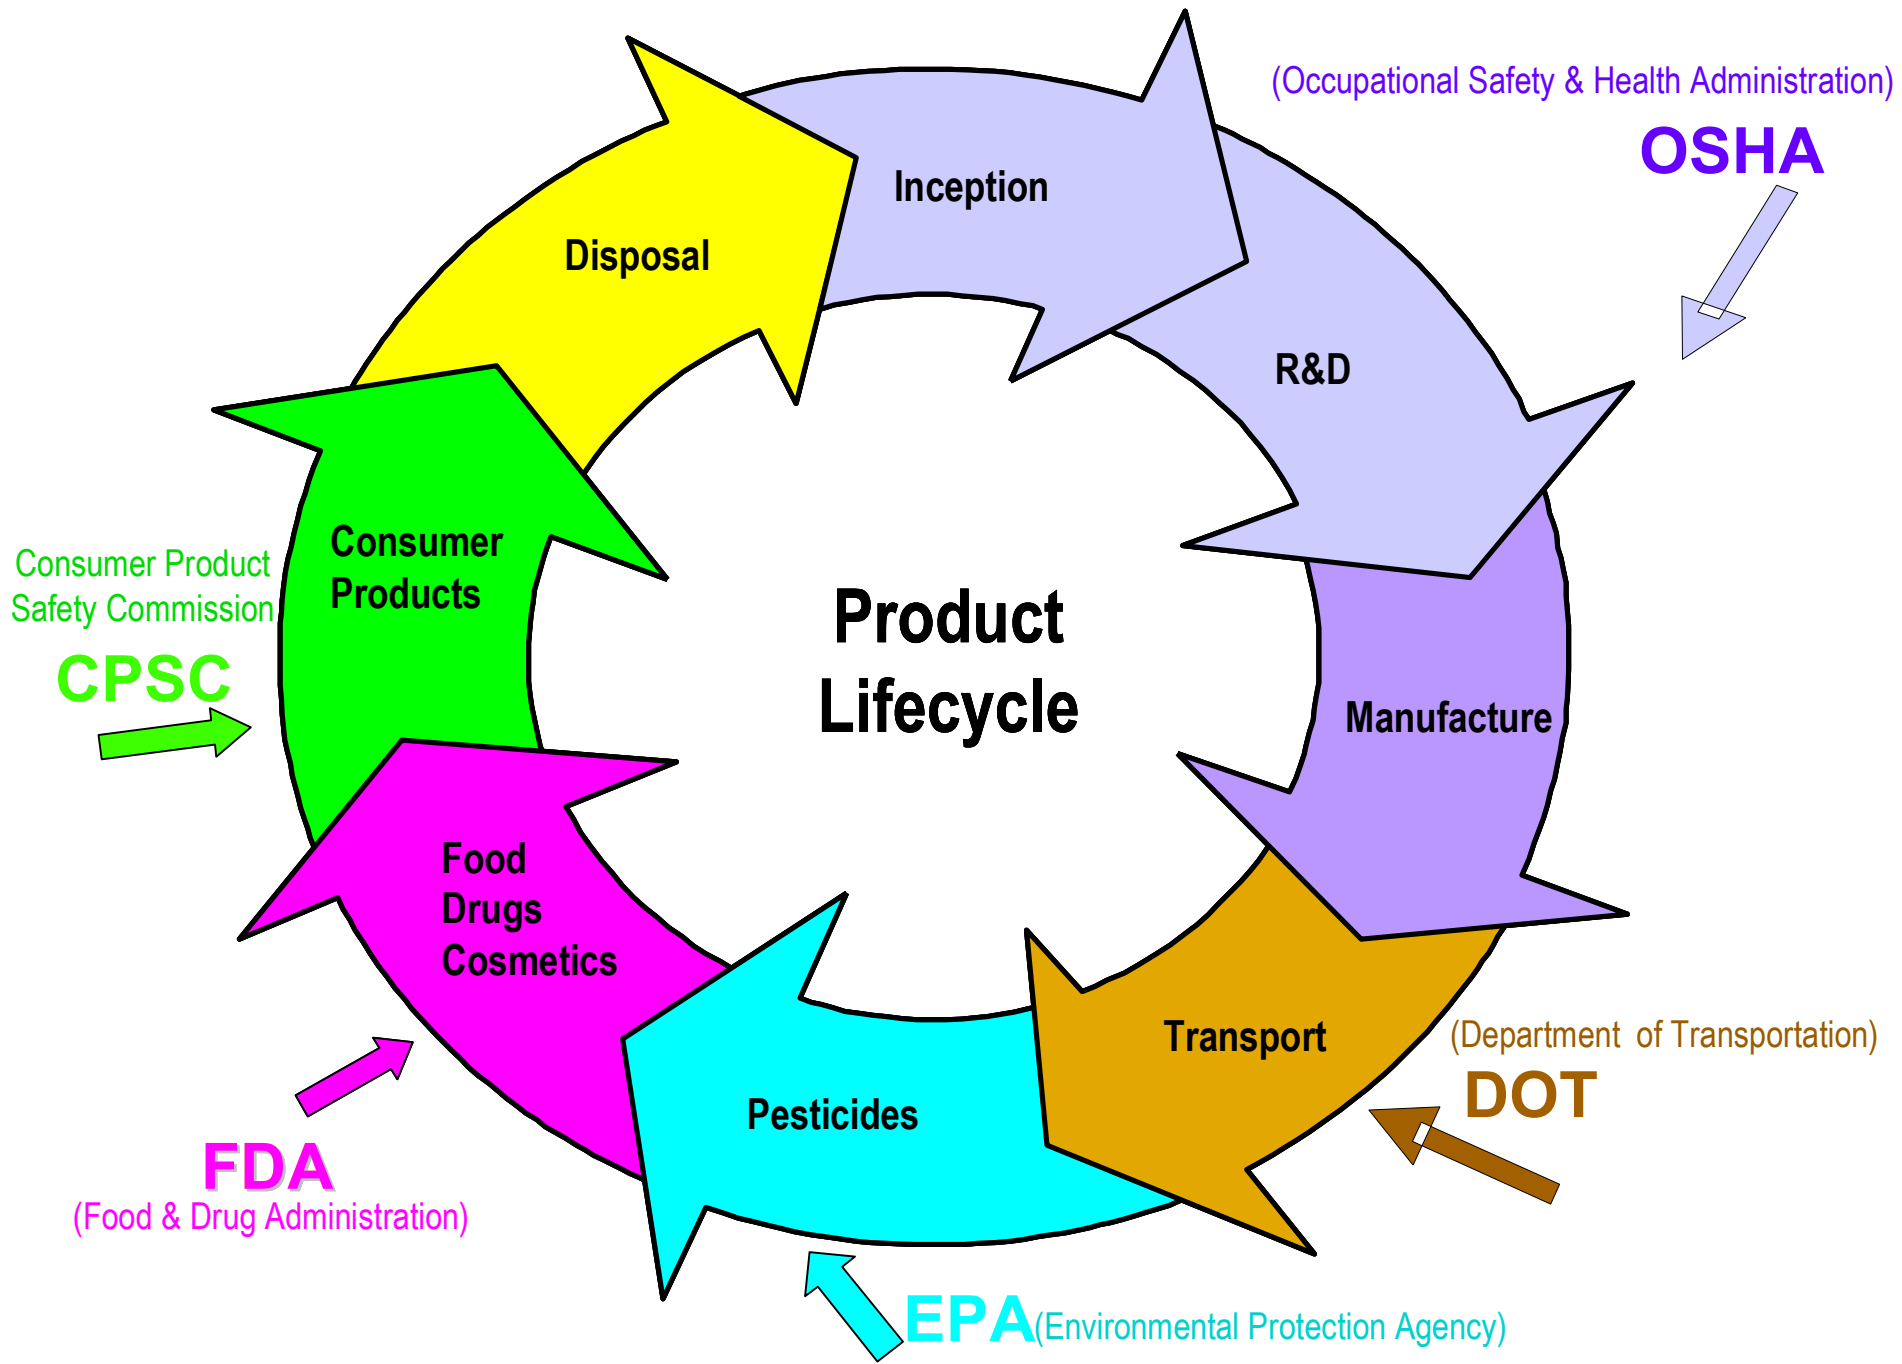 (Occupational Safety & Health Administration)
OSHA
Inception
Disposal
R&D
Consumer
Products
Consumer Product
Safety Commission
CPSC
Product
Lifecycle
Manufacture
Food
Drugs
Cosmetics
Transport
(Department of Transportation)
DOT
Pesticides
FDA
(Food & Drug Administration)
EPA(Environmental Protection Agency)